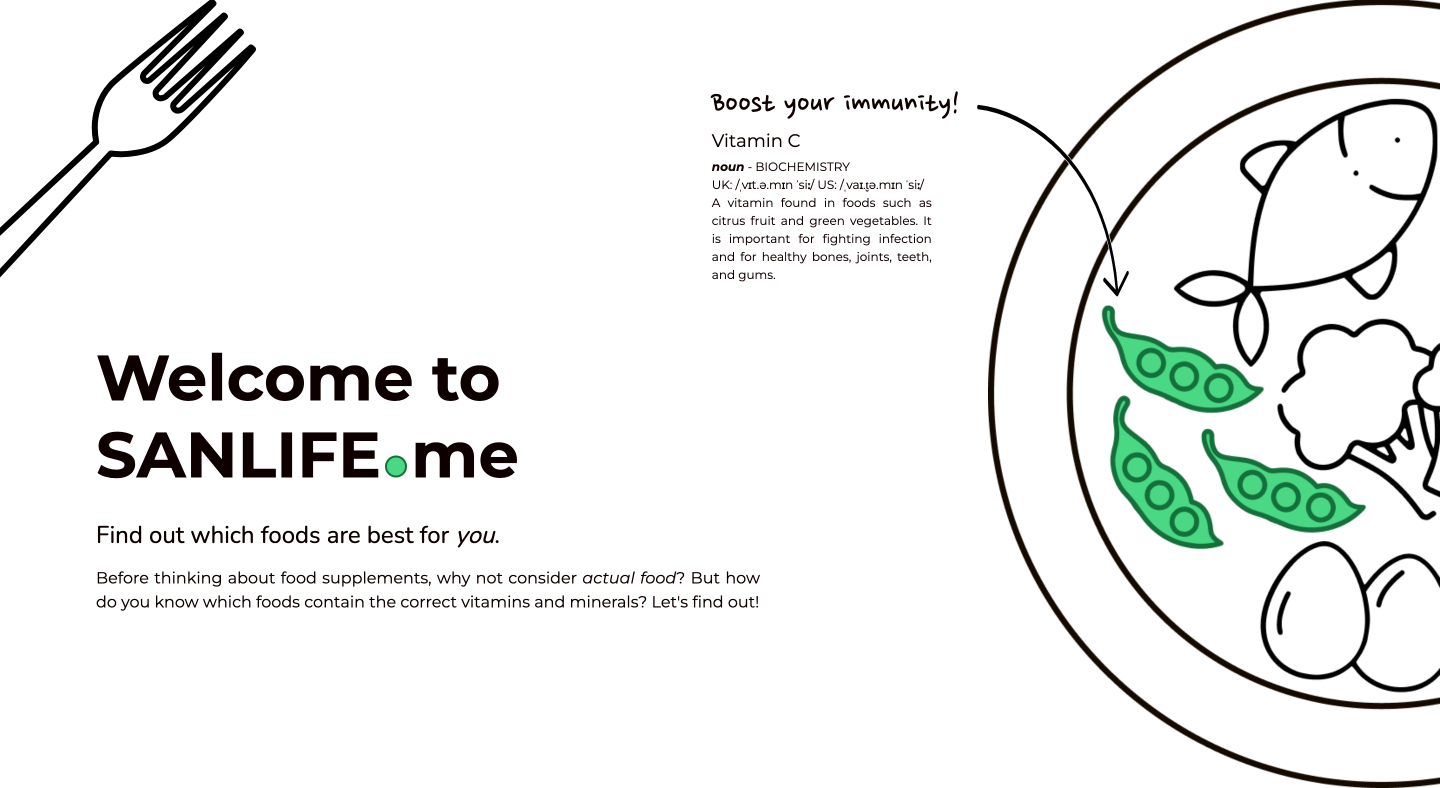 Boost your immunity!
Vitamin C
noun - BIOCHEMISTRY
UK: /ˌvɪt.ə.mɪn ˈsiː/ US: /ˌvaɪ.t̬ə.mɪn ˈsiː/
A vitamin found in foods such as
citrus fruit and green vegetables. It
is important for fighting infection
and for healthy bones, joints, teeth,
and gums.
Welcome to
SANLIFE.me
Find out which foods are best for you.
Before thinking about food supplements, why not consider actual food? But how
do you know which foods contain the correct vitamins and minerals? Let's find out!